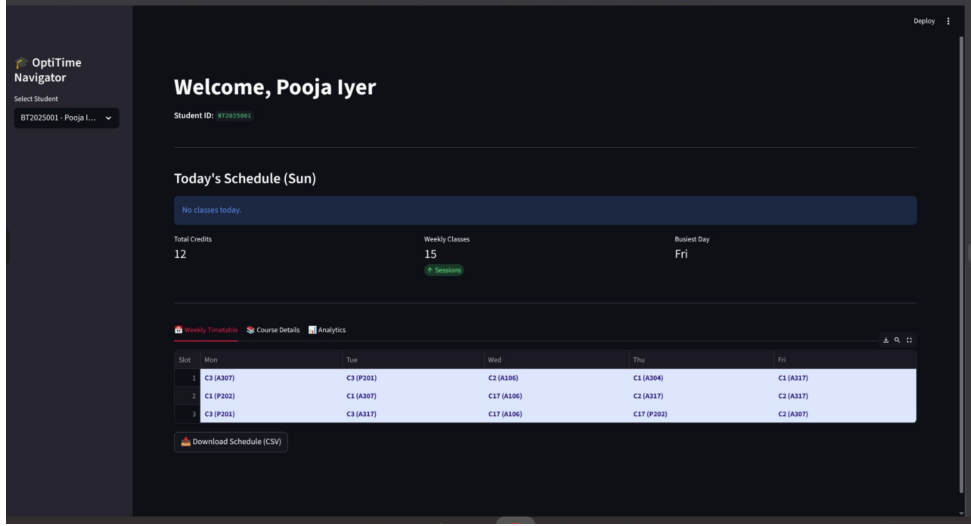 Deploy
🎓 OptiTime
Navigator
Select Student
BT2025001 - Pooja I...
Welcome, Pooja Iyer
Student ID: BT2025001
Today's Schedule (Sun)
No classes today.
Total Credits Weekly Classes Busiest Day
12 15 Fri
↑ Sessions
📅 Weekly Timetable 📚 Course Details 📊 Analytics
Slot Mon Tue Wed Thu Fri
1 C3 (A307) C3 (P201) C2 (A106) C1 (A304) C1 (A317)
2 C1 (P202) C1 (A307) C17 (A106) C2 (A317) C2 (A317)
3 C3 (P201) C3 (A317) C17 (A106) C17 (P202) C2 (A307)
📥 Download Schedule (CSV)